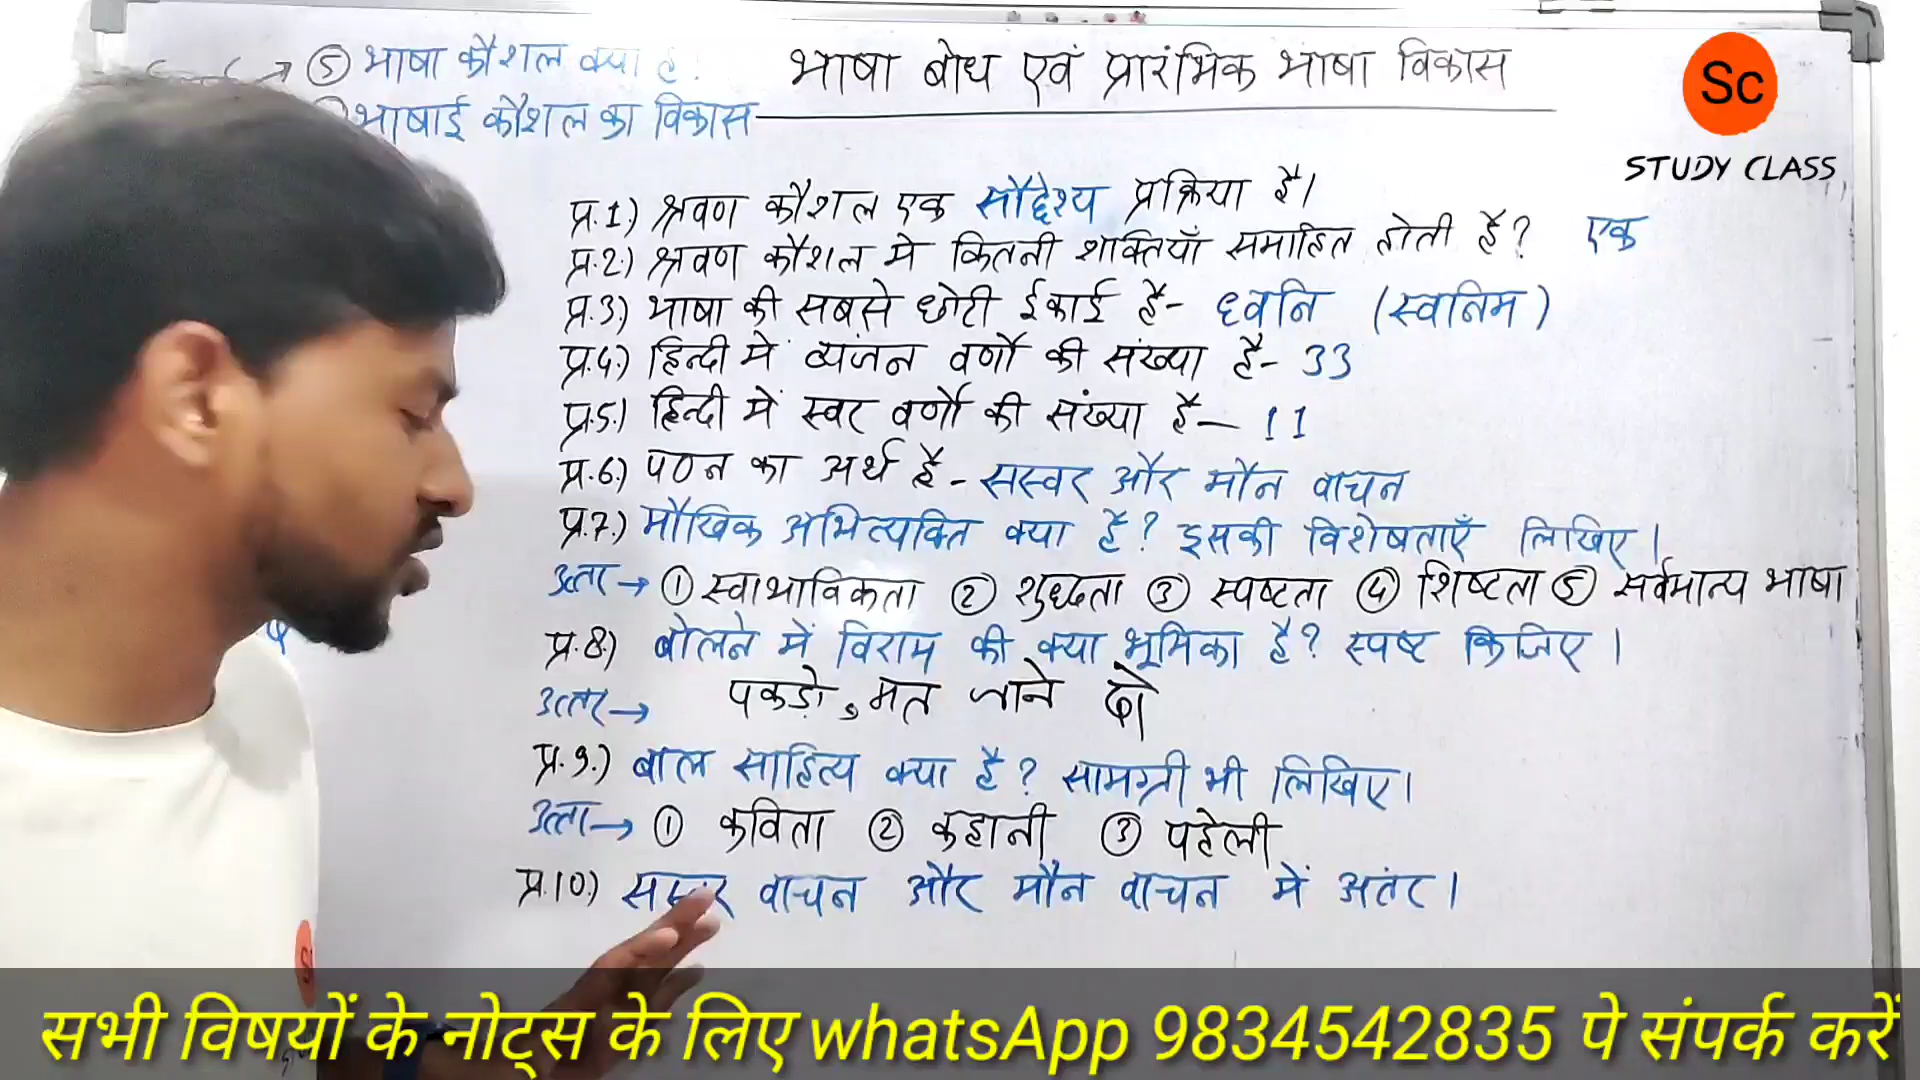 ⑤ भाषा कौशल क्या है.
भाषाई कौशल का विकास
भाषा बोध एवं प्रारंभिक भाषा विकास
Sc
STUDY CLASS
प्र.1) श्रवण कौशल एक सौद्देश्य प्रक्रिया है।
प्र.2) श्रवण कौशल मे कितनी शक्तियाँ समाहित होती है? एक
प्र.3) भाषा की सबसे छोटी ईकाई है- ध्वनि (स्वनिम)
प्र.4) हिन्दी मे व्यंजन वर्णो की संख्या है- 33
प्र.5) हिन्दी में स्वर वर्णो की संख्या है- 11
प्र.6) पठन का अर्थ है- सस्वर और मौन वाचन
प्र.7) मौखिक अभिव्यक्ति क्या है? इसकी विशेषताएँ लिखिए।
उत्तर→ ① स्वाभाविकता ② शुध्दता ③ स्पष्टता ④ शिष्टता ⑤ सर्वमान्य भाषा
प्र.8) बोलने में विराम की क्या भूमिका है? स्पष्ट किजिए।
उत्तर→ पकड़ो, मत जाने दो
प्र.9.) बाल साहित्य क्या है? सामग्री भी लिखिए।
उत्तर→ ① कविता ② कहानी ③ पहेली
प्र.10) सस्वर वाचन और मौन वाचन में अतंर।
सभी विषयों के नोट्स के लिए whatsApp 9834542835 पे संपर्क करें